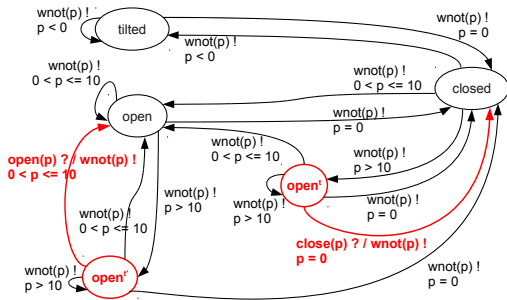 wnot(p) !
p < 0
tilted
wnot(p) !
p = 0
wnot(p) !
p < 0
wnot(p) !
0 < p <= 10
wnot(p) !
0 < p <= 10
closed
open
wnot(p) !
p = 0
wnot(p) !
0 < p <= 10
open(p) ? / wnot(p) !
0 < p <= 10
wnot(p) !
p > 10
wnot(p) !
p > 10
openᵗ
wnot(p) !
p > 10
wnot(p) !
p = 0
wnot(p) !
0 < p <= 10
close(p) ? / wnot(p) !
p = 0
wnot(p) !
p > 10
openᵗ'
wnot(p) !
p = 0